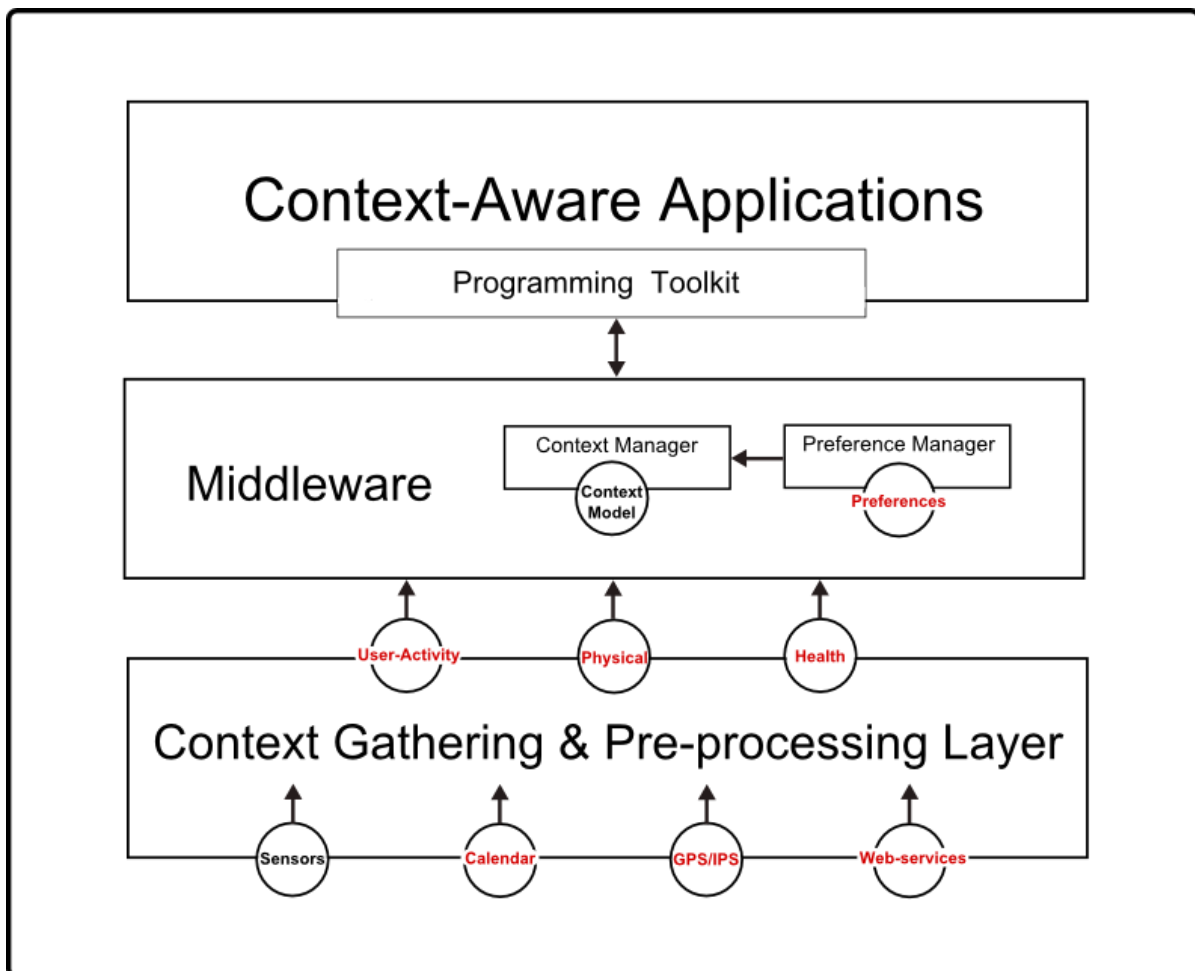 Context-Aware Applications
Programming Toolkit
Middleware
Context Manager
Context
Model
Preference Manager
Preferences
User-Activity
Physical
Health
Context Gathering & Pre-processing Layer
Sensors
Calendar
GPS/IPS
Web-services